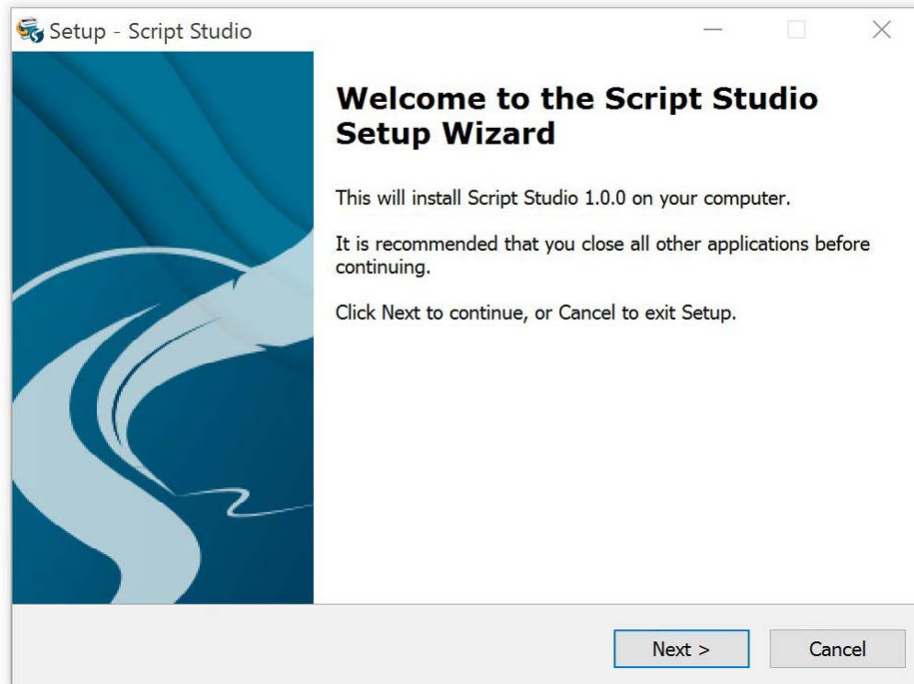 Setup - Script Studio
Welcome to the Script Studio
Setup Wizard
This will install Script Studio 1.0.0 on your computer.
It is recommended that you close all other applications before
continuing.
Click Next to continue, or Cancel to exit Setup.
Next >
Cancel